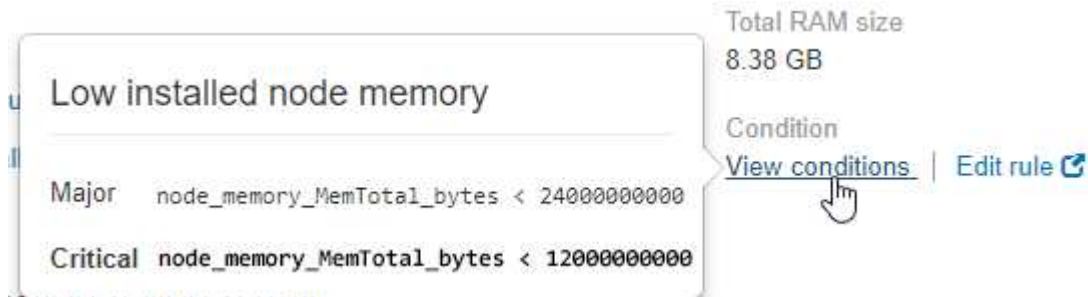 Total RAM size
8.38 GB
Low installed node memory
Condition
View conditions | Edit rule
Major node_memory_MemTotal_bytes < 24000000000
Critical node_memory_MemTotal_bytes < 12000000000